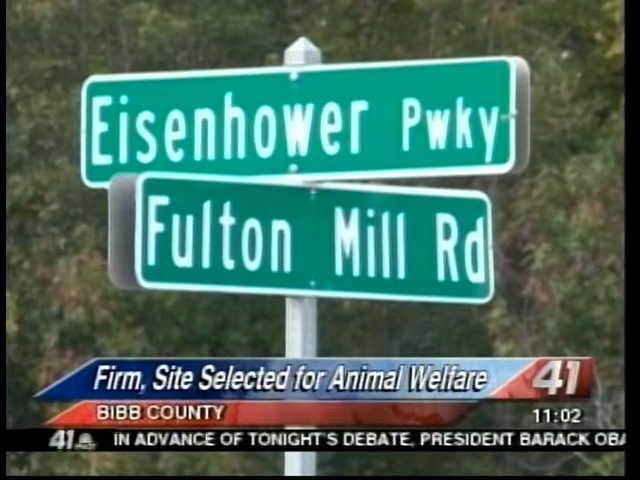 Eisenhower Pwky
Fulton Mill Rd
Firm, Site Selected for Animal Welfare
41
BIBB COUNTY
11:02
41
IN ADVANCE OF TONIGHT'S DEBATE, PRESIDENT BARACK OBA